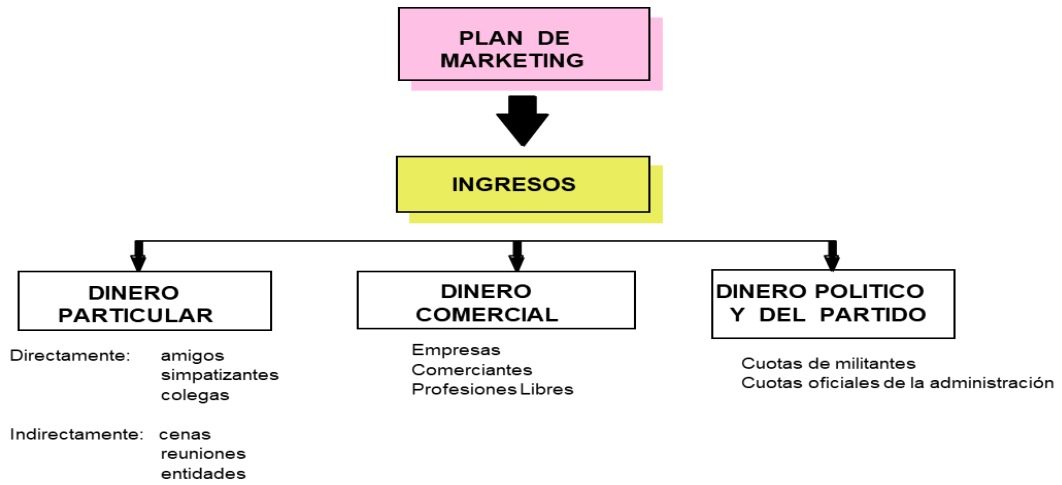 PLAN DE
MARKETING
INGRESOS
DINERO
PARTICULAR
Directamente: amigos
simpatizantes
colegas
Indirectamente: cenas
reuniones
entidades
DINERO
COMERCIAL
Empresas
Comerciantes
Profesiones Libres
DINERO POLITICO
Y DEL PARTIDO
Cuotas de militantes
Cuotas oficiales de la administración